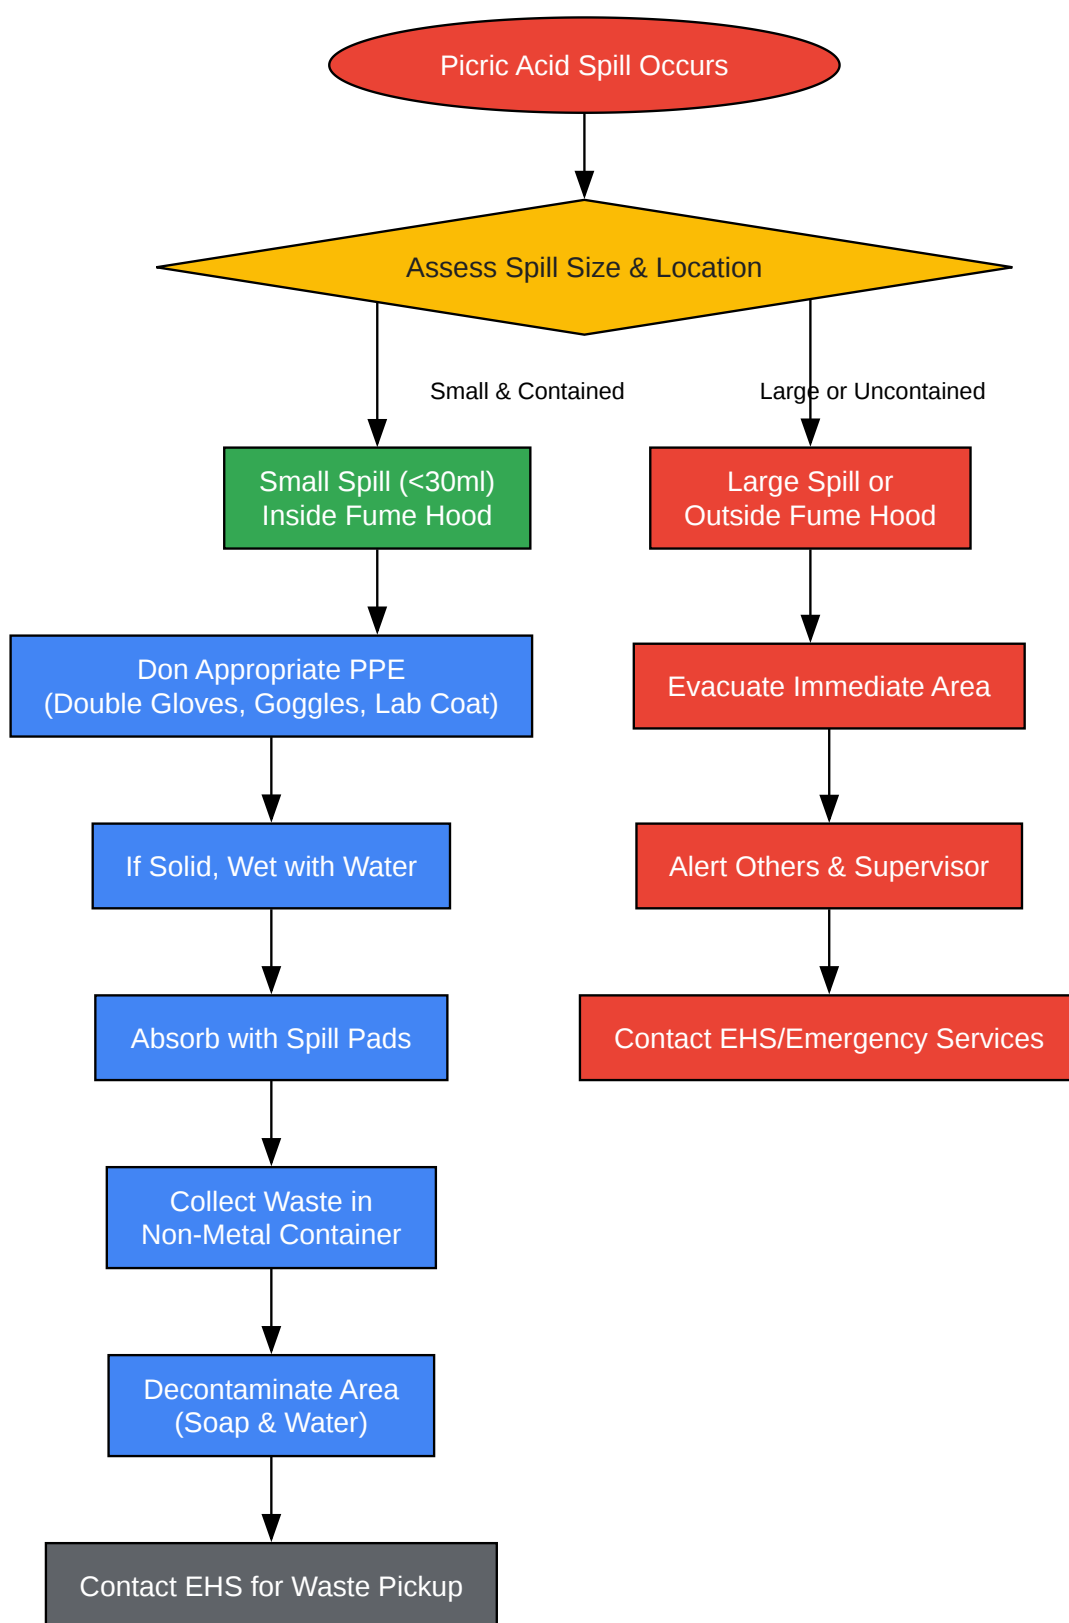 Picric Acid Spill Occurs
Assess Spill Size & Location
Small & Contained
Large or Uncontained
Small Spill (<30ml)
Inside Fume Hood
Large Spill or
Outside Fume Hood
Don Appropriate PPE
(Double Gloves, Goggles, Lab Coat)
Evacuate Immediate Area
If Solid, Wet with Water
Alert Others & Supervisor
Absorb with Spill Pads
Contact EHS/Emergency Services
Collect Waste in
Non-Metal Container
Decontaminate Area
(Soap & Water)
Contact EHS for Waste Pickup